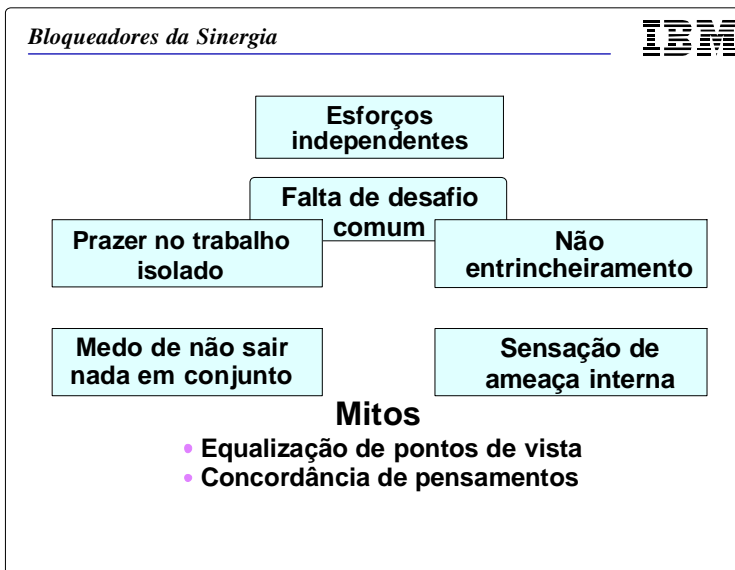 Bloqueadores da Sinergia
IBM
Esforços
independentes
Falta de desafio
comum
Prazer no trabalho
isolado
Não
entrincheiramento
Medo de não sair
nada em conjunto
Sensação de
ameaça interna
Mitos
• Equalização de pontos de vista
• Concordância de pensamentos